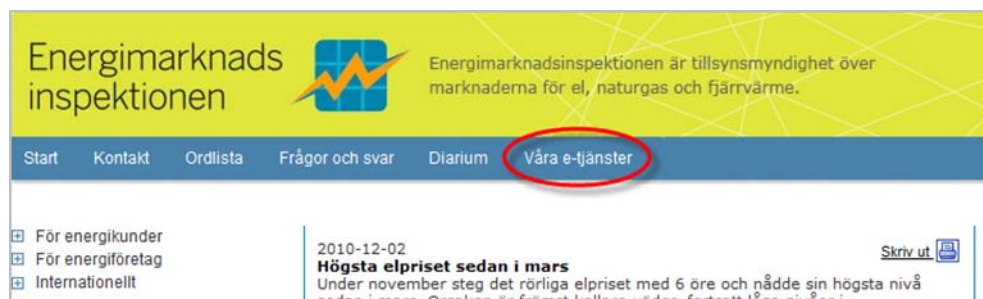 Energimarknads
inspektionen
Energimarknadsinspektionen är tillsynsmyndighet över
marknaderna för el, naturgas och fjärrvärme.
Start Kontakt Ordlista Frågor och svar Diarium Våra e-tjänster
För energikunder
För energiföretag
Internationellt
2010-12-02
Skriv ut
Högsta elpriset sedan i mars
Under november steg det rörliga elpriset med 6 öre och nådde sin högsta nivå